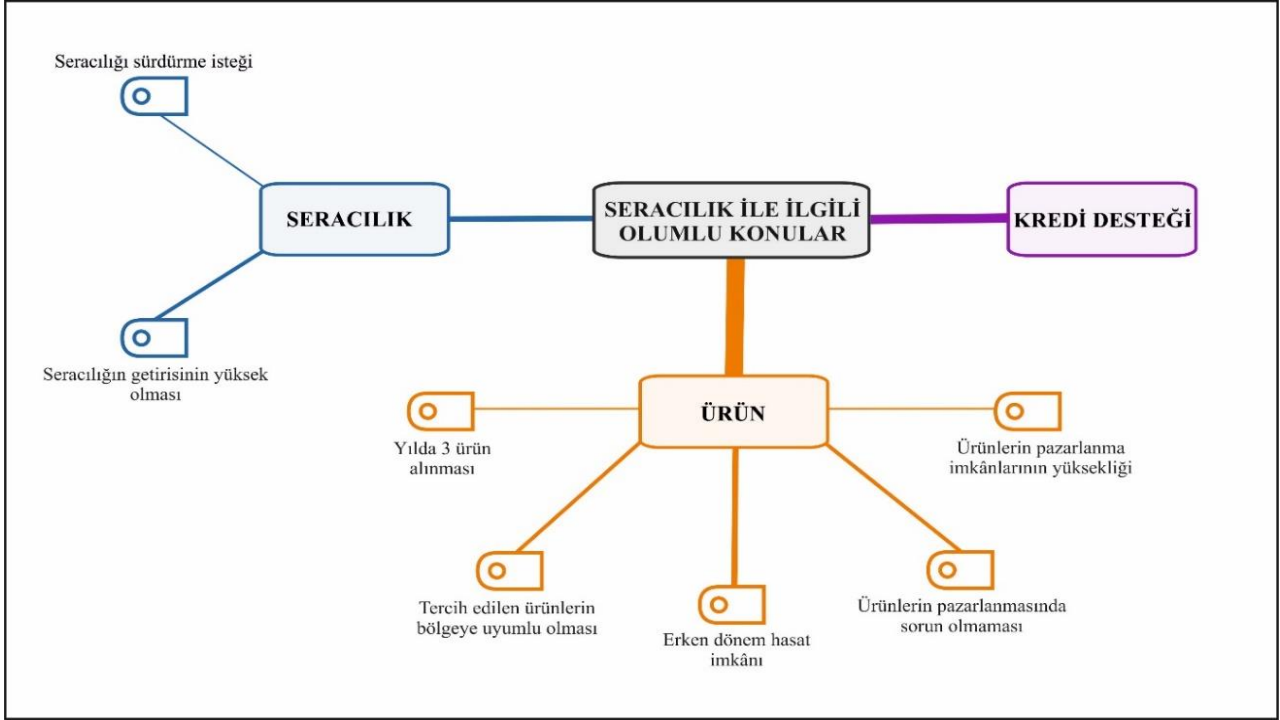 Seracılığı sürdürme isteği
SERACILIK
SERACILIK İLE İLGİLİ
OLUMLU KONULAR
KREDİ DESTEĞİ
Seracılığın getirisinin yüksek
olması
ÜRÜN
Yılda 3 ürün
alınması
Ürünlerin pazarlanma
imkânlarının yüksekliği
Tercih edilen ürünlerin
bölgeye uyumlu olması
Erken dönem hasat
imkânı
Ürünlerin pazarlanmasında
sorun olmaması